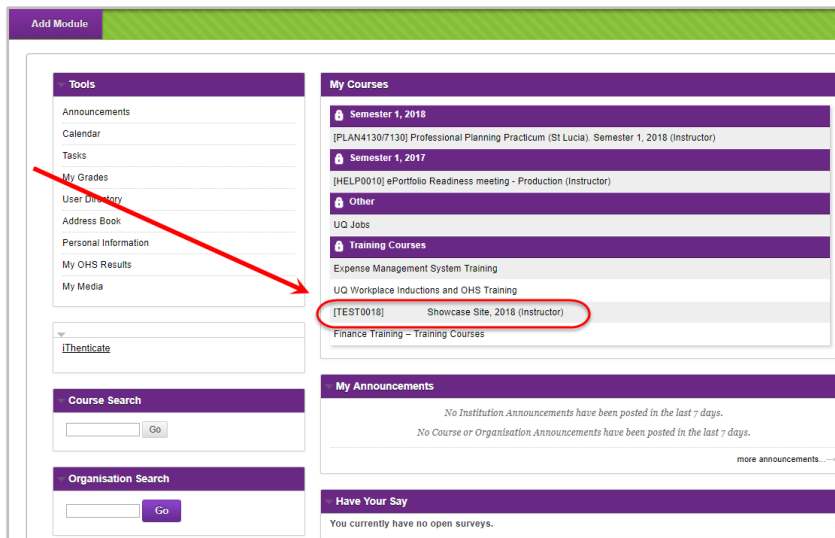 Add Module
Tools
Announcements
Calendar
Tasks
My Grades
User Directory
Address Book
Personal Information
My OHS Results
My Media
iThenticate
Course Search
Go
Organisation Search
Go
My Courses
Semester 1, 2018
[PLAN4130/7130] Professional Planning Practicum (St Lucia). Semester 1, 2018 (Instructor)
Semester 1, 2017
[HELP0010] ePortfolio Readiness meeting - Production (Instructor)
Other
UQ Jobs
Training Courses
Expense Management System Training
UQ Workplace Inductions and OHS Training
[TEST0018] Showcase Site, 2018 (Instructor)
Finance Training – Training Courses
My Announcements
No Institution Announcements have been posted in the last 7 days.
No Course or Organisation Announcements have been posted in the last 7 days.
more announcements...→
Have Your Say
You currently have no open surveys.